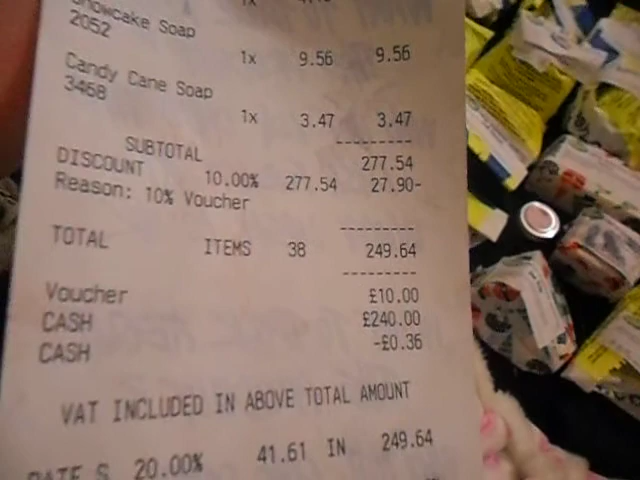 Snowcake Soap
2052
1x 9.56 9.56
Candy Cane Soap
3468
1x 3.47 3.47
---------
SUBTOTAL 277.54
DISCOUNT 10.00% 277.54 27.90-
Reason: 10% Voucher
---------
TOTAL ITEMS 38 249.64
---------
Voucher £10.00
CASH £240.00
CASH -£0.36
VAT INCLUDED IN ABOVE TOTAL AMOUNT
RATE S 20.00% 41.61 IN 249.64